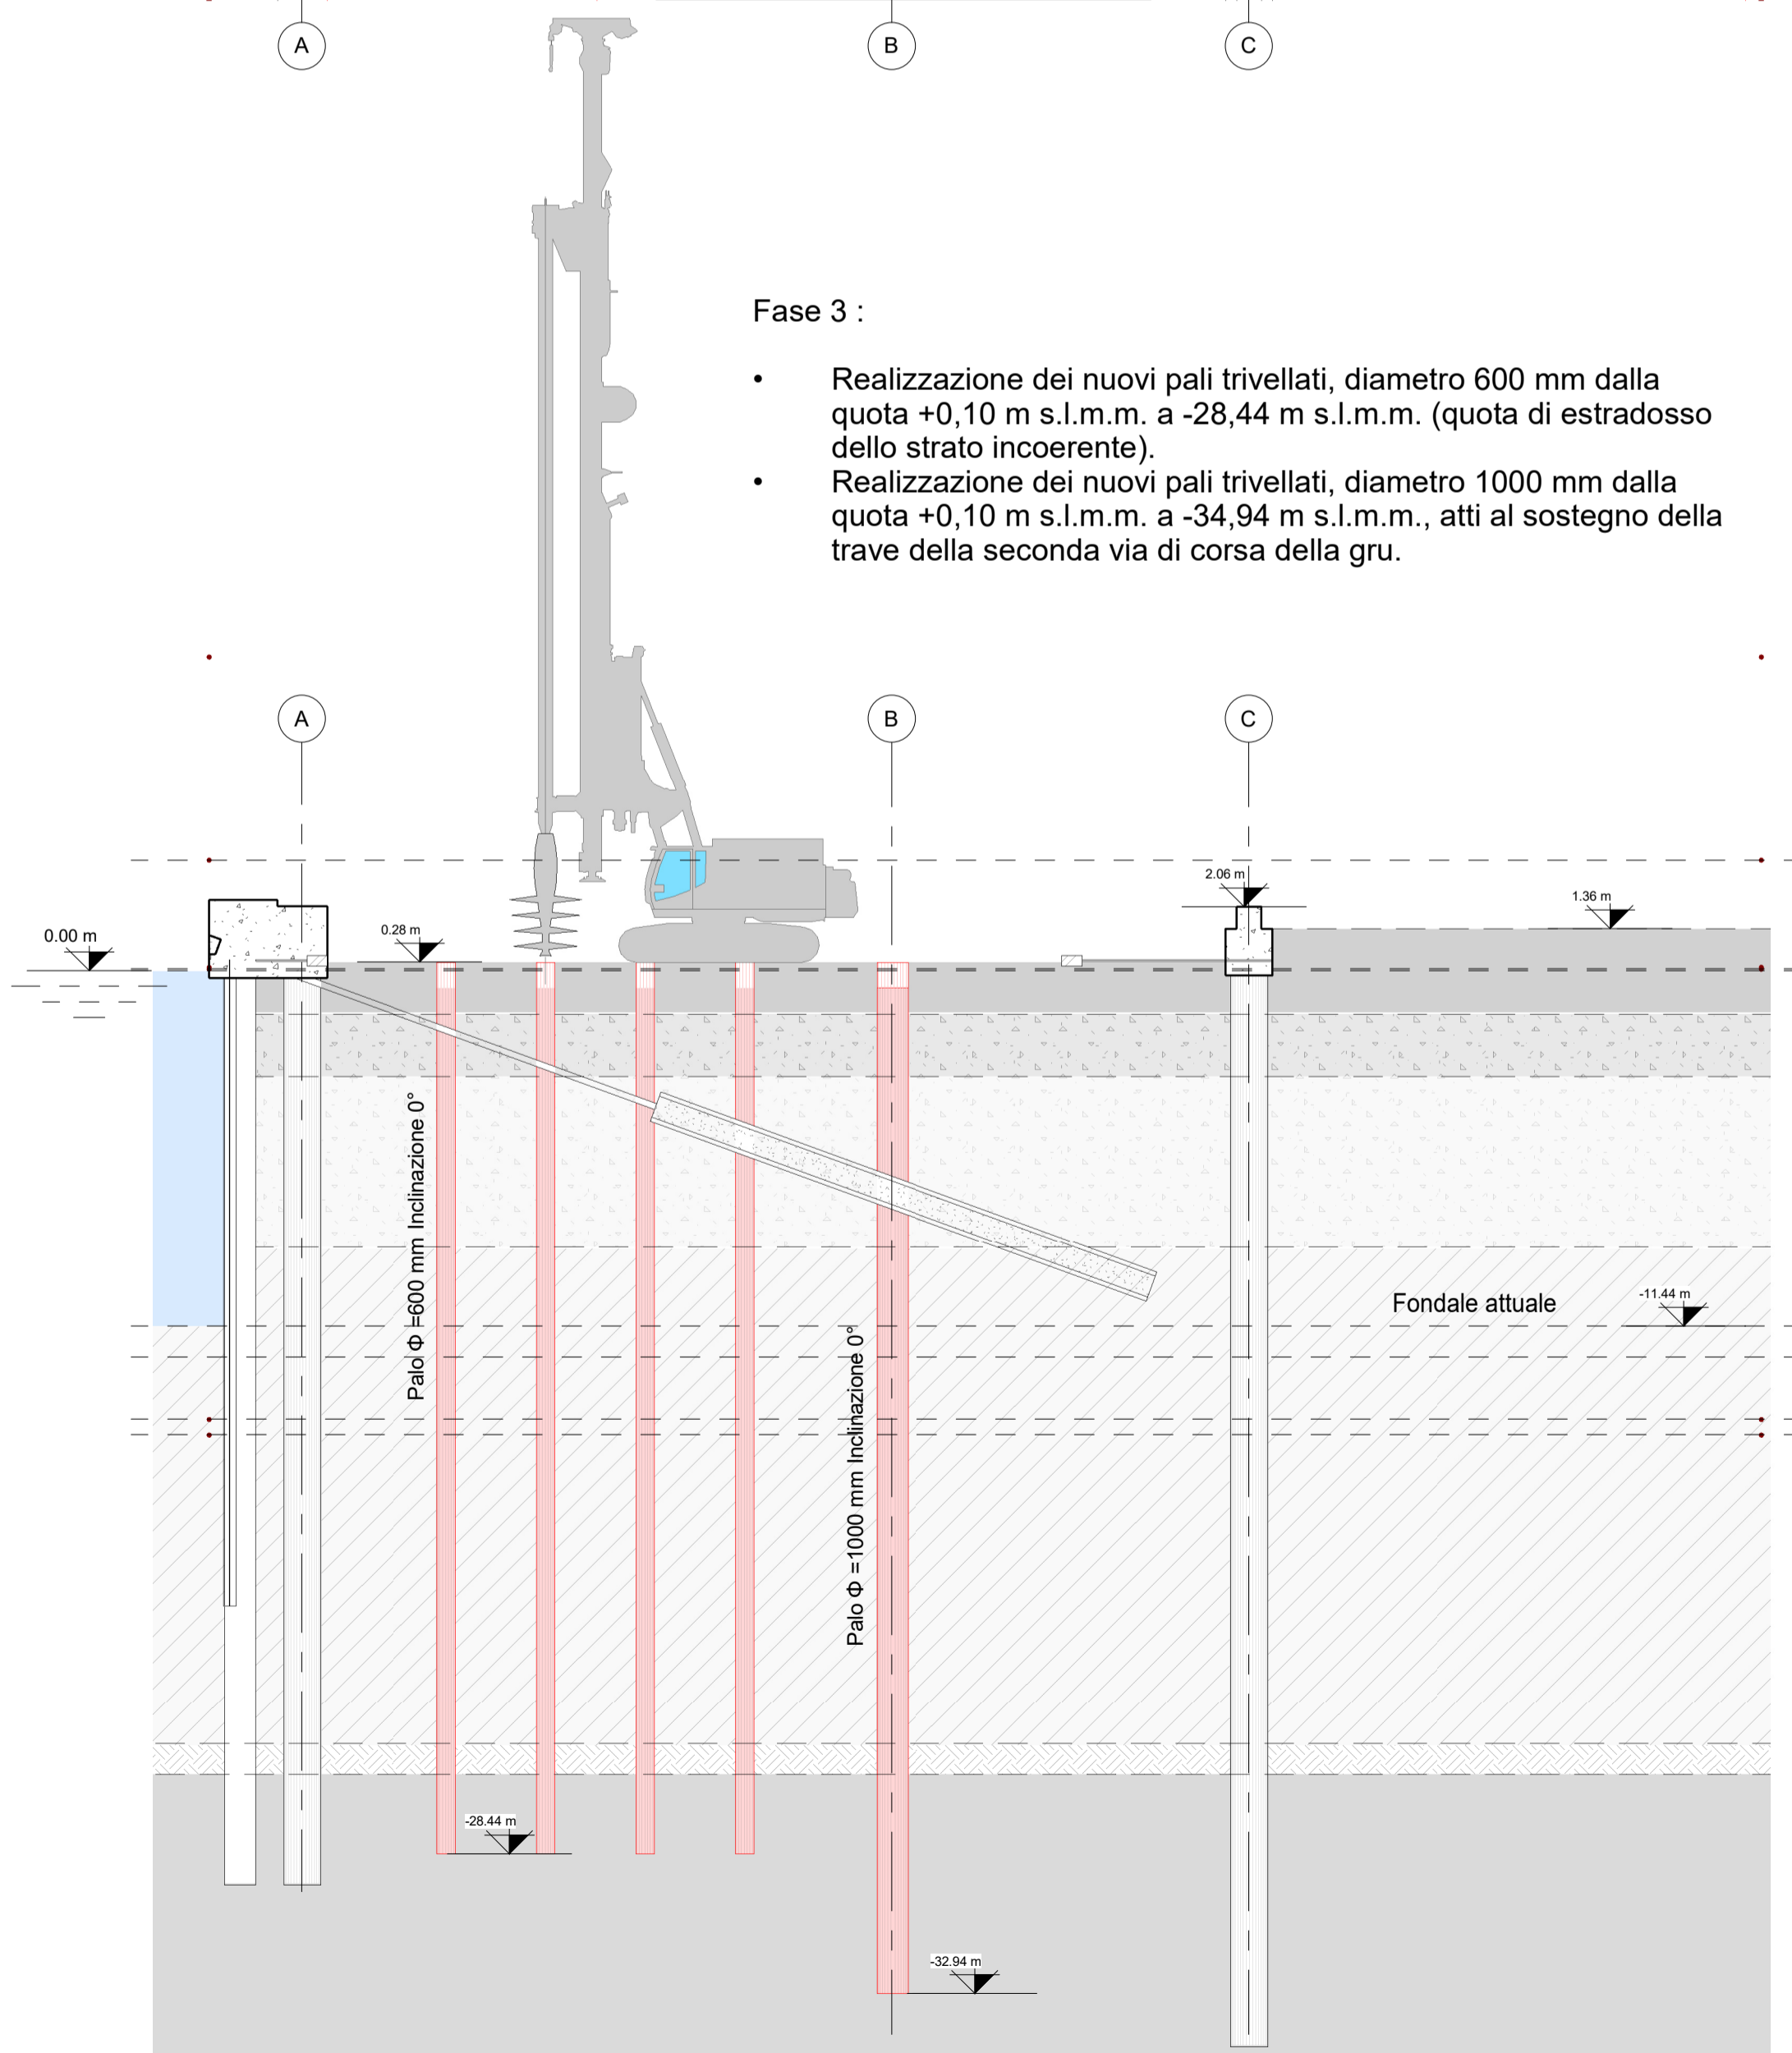 A
B
C
Fase 3 :
• Realizzazione dei nuovi pali trivellati, diametro 600 mm dalla
quota +0,10 m s.l.m.m. a -28,44 m s.l.m.m. (quota di estradosso
dello strato incoerente).
• Realizzazione dei nuovi pali trivellati, diametro 1000 mm dalla
quota +0,10 m s.l.m.m. a -34,94 m s.l.m.m., atti al sostegno della
trave della seconda via di corsa della gru.
A
B
C
2.06 m
1.36 m
0.00 m
0.28 m
Palo Φ =600 mm Inclinazione 0°
Fondale attuale
-11.44 m
Palo Φ =1000 mm Inclinazione 0°
-28.44 m
-32.94 m